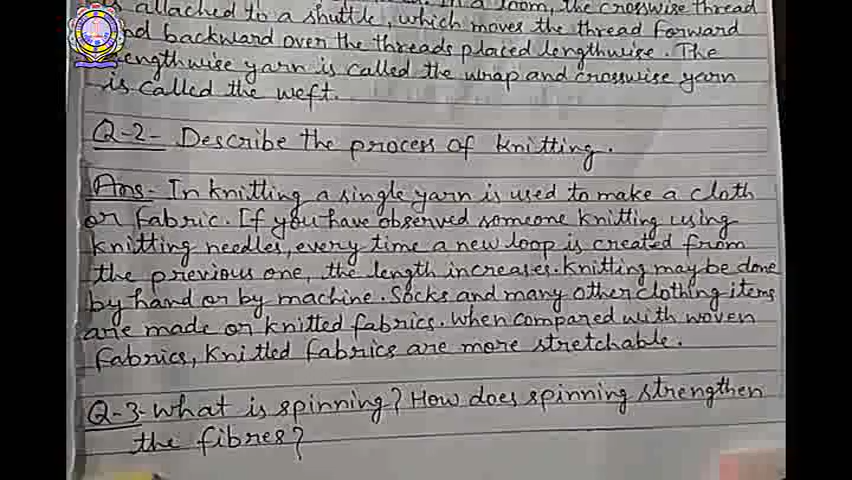 attached to a shuttle, which moves the thread forward
and backward over the threads placed lengthwise. The
lengthwise yarn is called the wrap and crosswise yarn
is called the weft.
Q-2- Describe the process of knitting.
Ans- In knitting a single yarn is used to make a cloth
or fabric. If you have observed someone knitting using
knitting needles, every time a new loop is created from
the previous one, the length increases. Knitting may be done
by hand or by machine. Socks and many other clothing items
are made or knitted fabrics. When compared with woven
fabrics, knitted fabrics are more stretchable.
Q-3- What is spinning? How does spinning strengthen
the fibres?